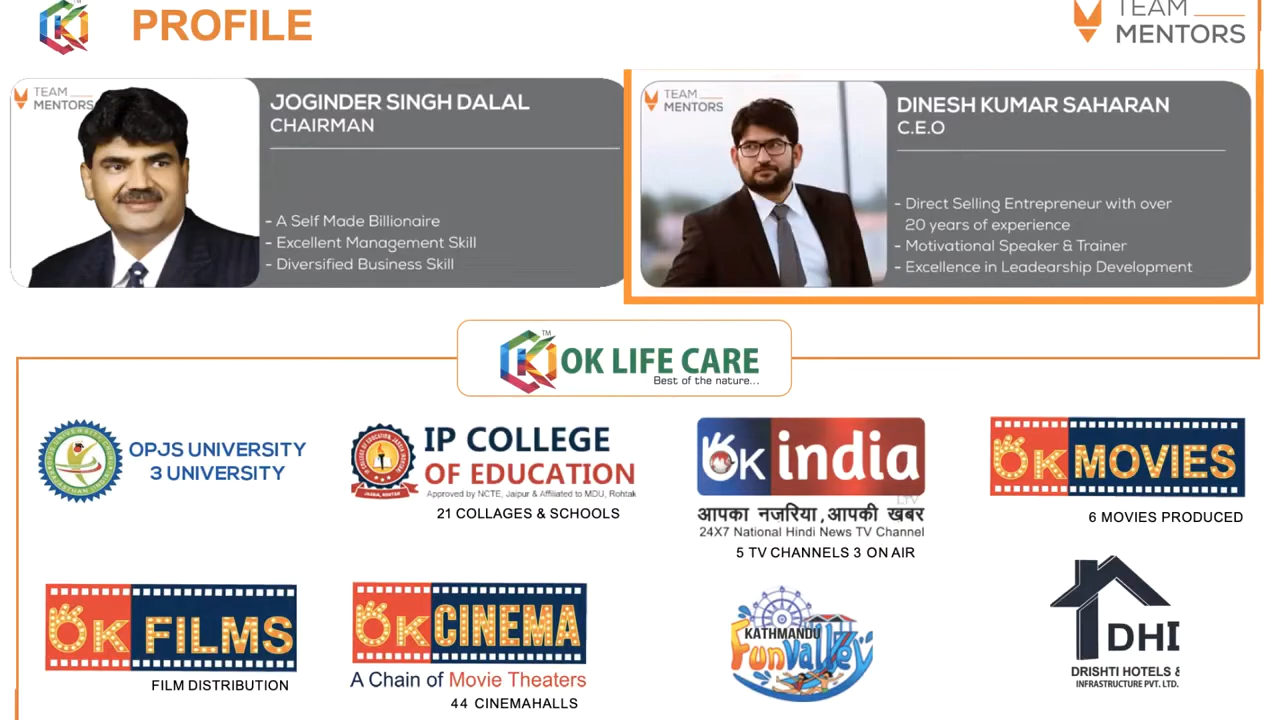 PROFILE
TEAM
MENTORS
TEAM
MENTORS
JOGINDER SINGH DALAL
CHAIRMAN
- A Self Made Billionaire
- Excellent Management Skill
- Diversified Business Skill
TEAM
MENTORS
DINESH KUMAR SAHARAN
C.E.O
- Direct Selling Entrepreneur with over
20 years of experience
- Motivational Speaker & Trainer
- Excellence in Leadearship Development
TM
OK LIFE CARE
Best of the nature...
OPJS UNIVERSITY
3 UNIVERSITY
IP COLLEGE
OF EDUCATION
Approved by NCTE, Jaipur & Affiliated to MDU, Rohtak
21 COLLAGES & SCHOOLS
OK india
आपका नजरिया, आपकी खबर
24X7 National Hindi News TV Channel
5 TV CHANNELS 3 ON AIR
OK MOVIES
6 MOVIES PRODUCED
OK FILMS
FILM DISTRIBUTION
OK CINEMA
A Chain of Movie Theaters
44 CINEMAHALLS
KATHMANDU
Fun Valley
DHI
DRISHTI HOTELS &
INFRASTRUCTURE PVT. LTD.